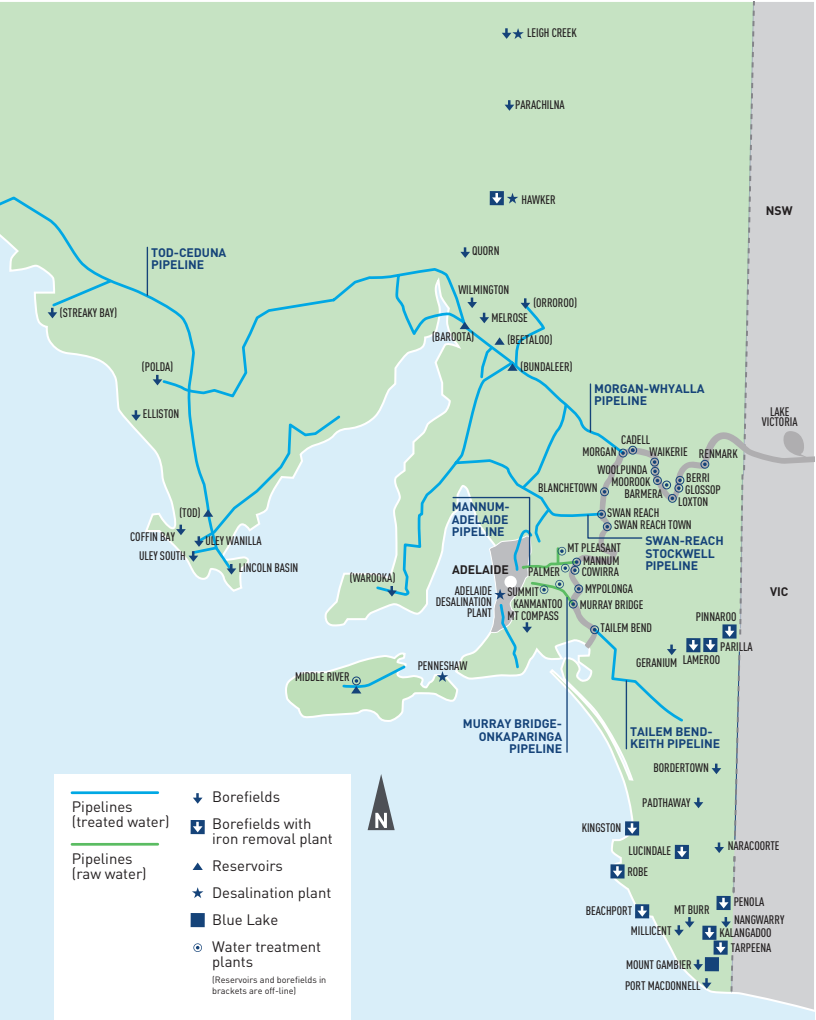 LEIGH CREEK
PARACHILNA
HAWKER
NSW
QUORN
TOD-CEDUNA
PIPELINE
WILMINGTON
(ORROROO)
(STREAKY BAY)
MELROSE
(BAROOTA)
(BEETALOO)
(POLDA)
(BUNDALEER)
MORGAN-WHYALLA
PIPELINE
ELLISTON
LAKE
VICTORIA
CADELL
MORGAN
WAIKERIE
RENMARK
WOOLPUNDA
MOOROOK
BERRI
BLANCHETOWN
BARMERA
GLOSSOP
LOXTON
MANNUM-
ADELAIDE
PIPELINE
(TOD)
SWAN REACH
SWAN REACH TOWN
COFFIN BAY
ULEY WANILLA
SWAN-REACH
STOCKWELL
PIPELINE
ULEY SOUTH
MT PLEASANT
LINCOLN BASIN
MANNUM
ADELAIDE
PALMER
COWIRRA
(WAROOKA)
ADELAIDE
DESALINATION
PLANT
SUMMIT
MYPOLONGA
VIC
KANMANTOO
MURRAY BRIDGE
MT COMPASS
PINNAROO
TAILEM BEND
PARILLA
GERANIUM
LAMEROO
PENNESHAW
MIDDLE RIVER
MURRAY BRIDGE-
ONKAPARINGA
PIPELINE
TAILEM BEND-
KEITH PIPELINE
BORDERTOWN
PADTHAWAY
KINGSTON
NARACOORTE
LUCINDALE
ROBE
PENOLA
BEACHPORT
MT BURR
NANGWARRY
MILLICENT
KALANGADOO
TARPEENA
MOUNT GAMBIER
PORT MACDONNELL
N
Pipelines
(treated water)
Pipelines
(raw water)
Borefields
Borefields with
iron removal plant
Reservoirs
Desalination plant
Blue Lake
Water treatment
plants
(Reservoirs and borefields in
brackets are off-line)